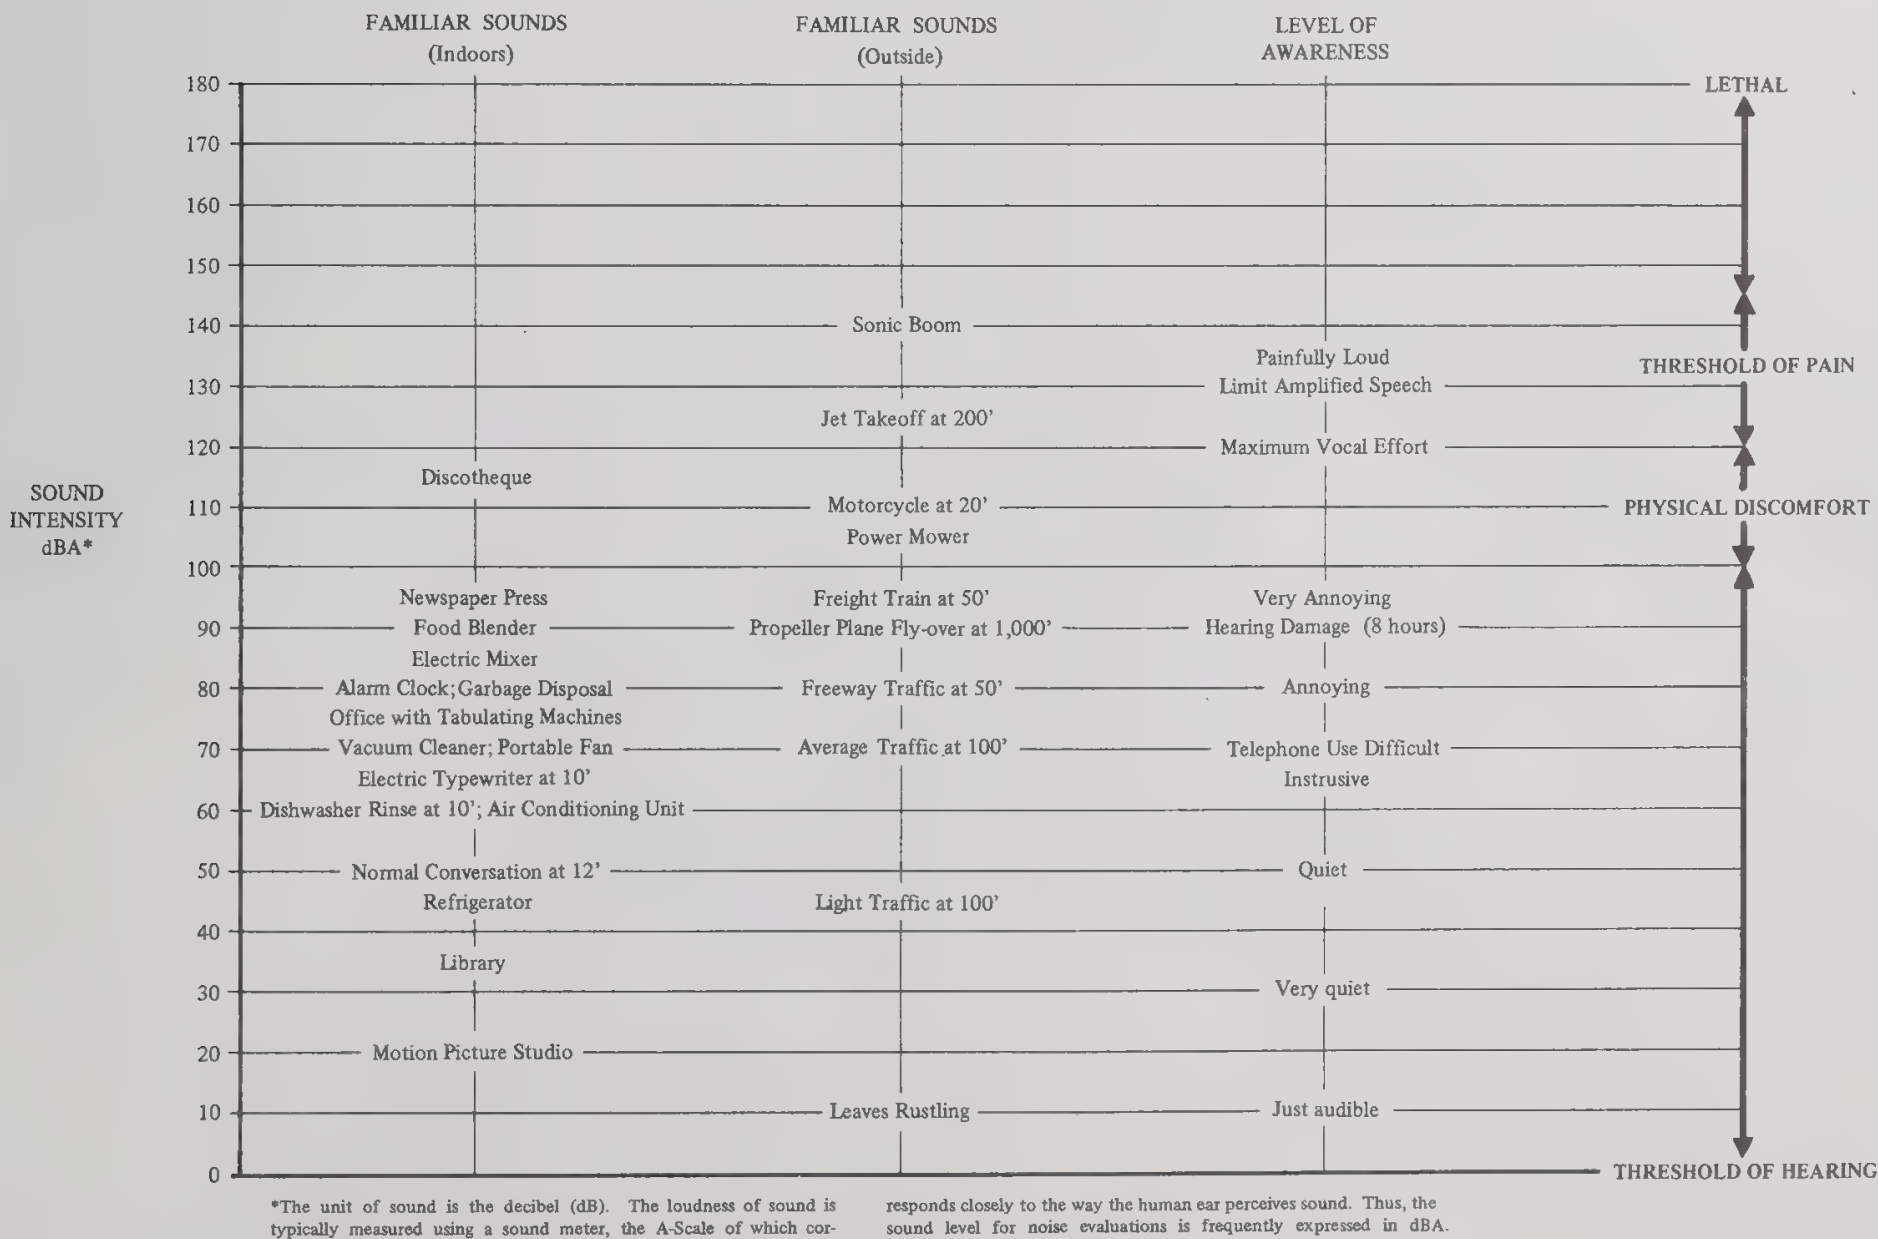 FAMILIAR SOUNDS
(Indoors)
FAMILIAR SOUNDS
(Outside)
LEVEL OF
AWARENESS
180 LETHAL
170
160
150
140 Sonic Boom
Painfully Loud
THRESHOLD OF PAIN
130 Limit Amplified Speech
Jet Takeoff at 200'
120 Maximum Vocal Effort
Discotheque
SOUND
INTENSITY
dBA*
110 Motorcycle at 20' PHYSICAL DISCOMFORT
Power Mower
100
Newspaper Press Freight Train at 50' Very Annoying
90 Food Blender Propeller Plane Fly-over at 1,000' Hearing Damage (8 hours)
Electric Mixer
80 Alarm Clock; Garbage Disposal Freeway Traffic at 50' Annoying
Office with Tabulating Machines
70 Vacuum Cleaner; Portable Fan Average Traffic at 100' Telephone Use Difficult
Electric Typewriter at 10' Instrusive
60 Dishwasher Rinse at 10'; Air Conditioning Unit
50 Normal Conversation at 12' Quiet
Refrigerator Light Traffic at 100'
40
Library
30 Very quiet
20 Motion Picture Studio
10 Leaves Rustling Just audible
0 THRESHOLD OF HEARING
*The unit of sound is the decibel (dB). The loudness of sound is
typically measured using a sound meter, the A-Scale of which cor-
responds closely to the way the human ear perceives sound. Thus, the
sound level for noise evaluations is frequently expressed in dBA.